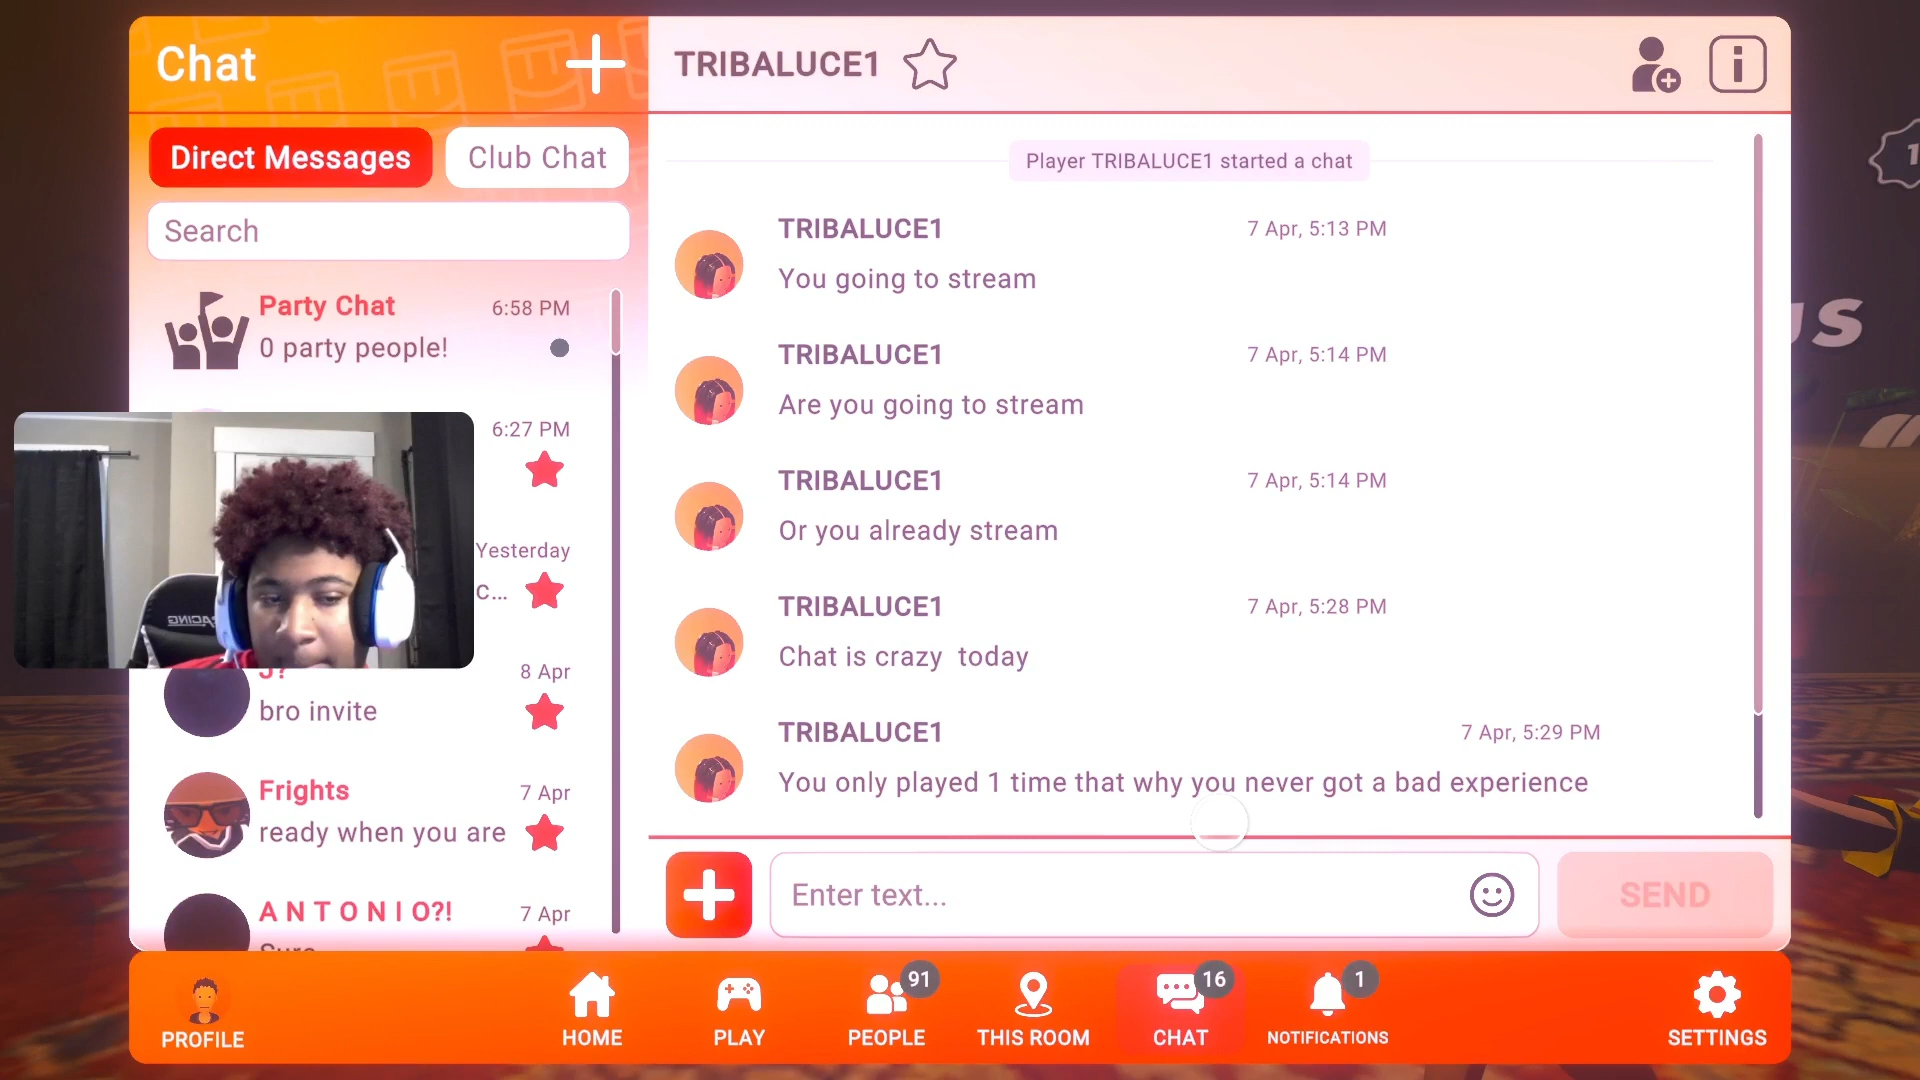 Chat
Direct Messages
Club Chat
Search
Party Chat
6:58 PM
0 party people!
6:27 PM
Yesterday
C...
J?
8 Apr
bro invite
Frights
7 Apr
ready when you are
A N T O N I O?!
7 Apr
TRIBALUCE1
Player TRIBALUCE1 started a chat
TRIBALUCE1
7 Apr, 5:13 PM
You going to stream
TRIBALUCE1
7 Apr, 5:14 PM
Are you going to stream
TRIBALUCE1
7 Apr, 5:14 PM
Or you already stream
TRIBALUCE1
7 Apr, 5:28 PM
Chat is crazy  today
TRIBALUCE1
7 Apr, 5:29 PM
You only played 1 time that why you never got a bad experience
Enter text...
SEND
PROFILE
HOME
PLAY
91
PEOPLE
THIS ROOM
16
CHAT
1
NOTIFICATIONS
SETTINGS